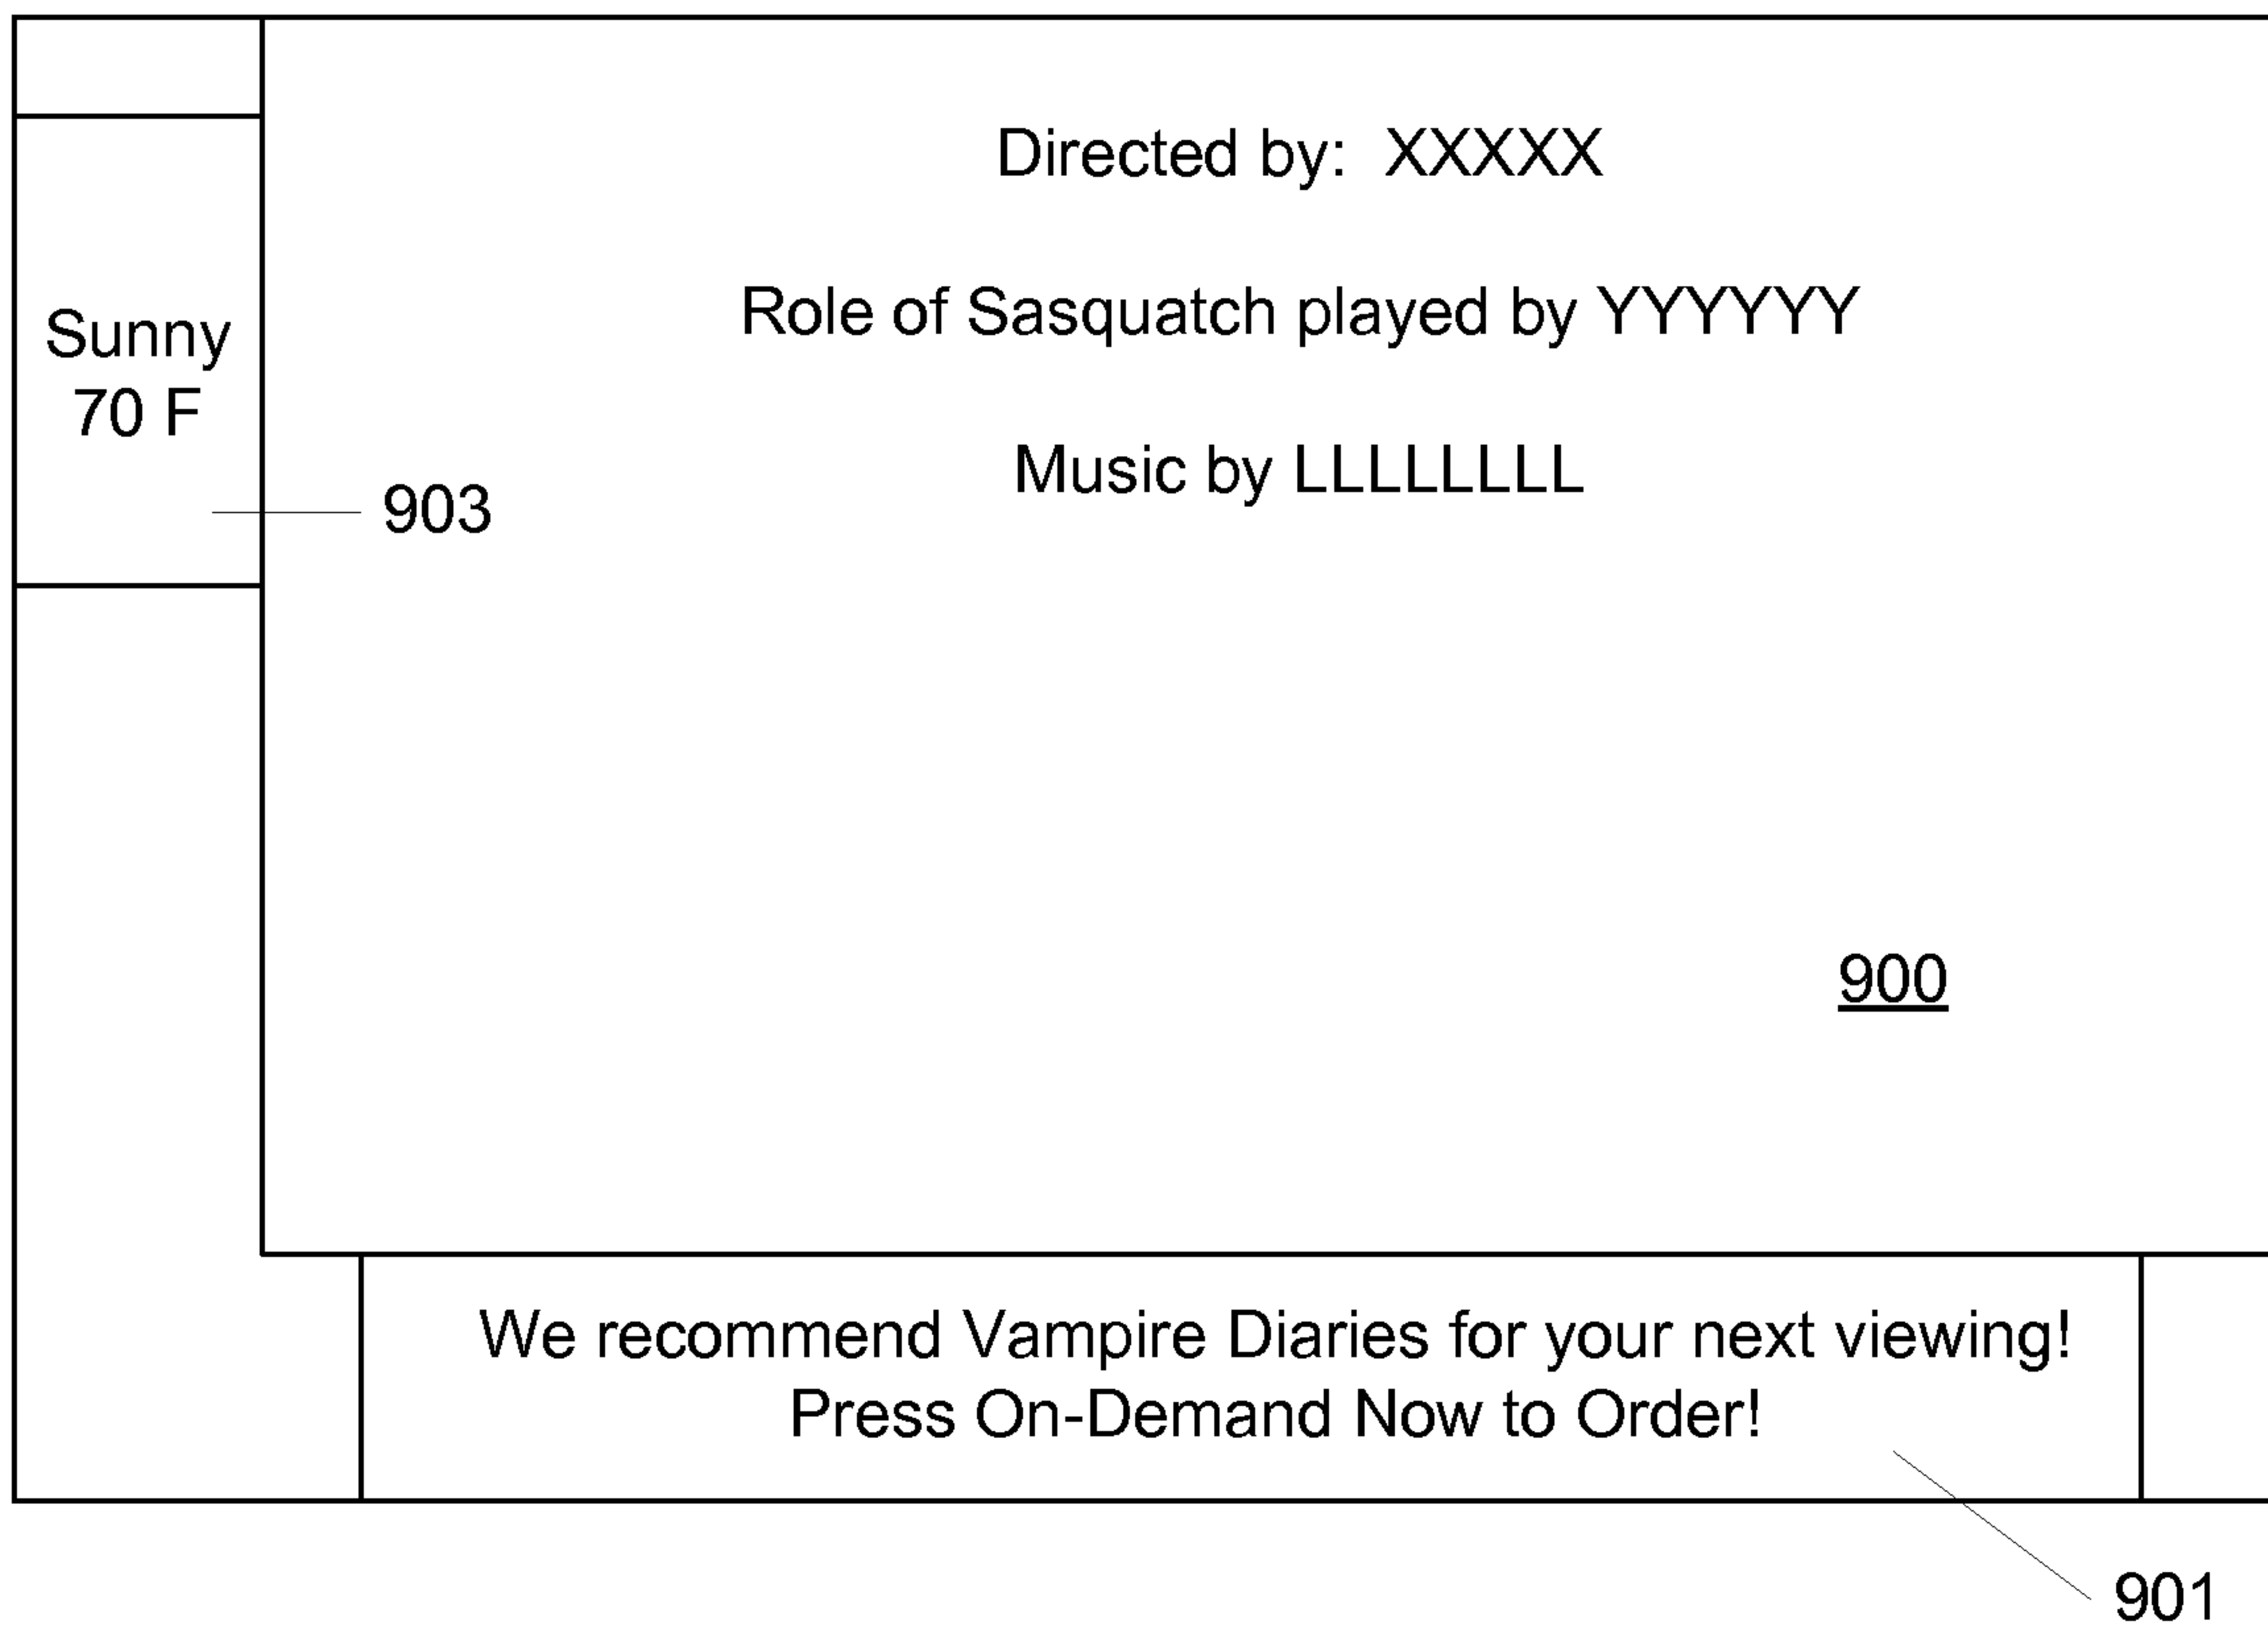 Directed by: XXXXX
Role of Sasquatch played by YYYYYY
Music by LLLLLLLL
Sunny
70 F
903
900
We recommend Vampire Diaries for your next viewing!
Press On-Demand Now to Order!
901